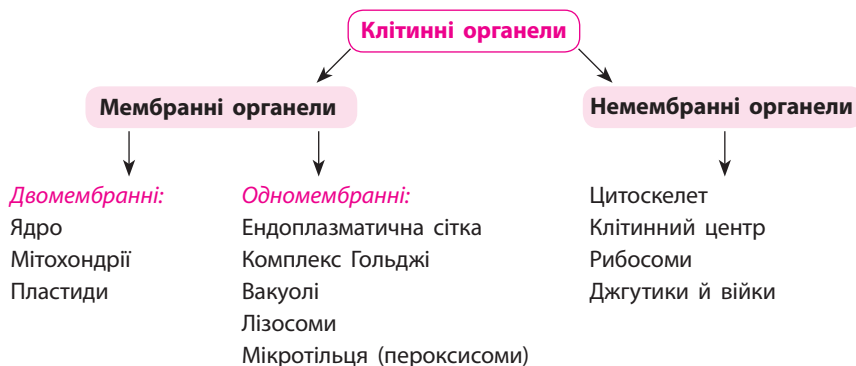 Клітинні органели
Мембранні органели
Немембранні органели
Двомембранні:
Ядро
Мітохондрії
Пластиди
Одномембранні:
Ендоплазматична сітка
Комплекс Гольджі
Вакуолі
Лізосоми
Мікротільця (пероксисоми)
Цитоскелет
Клітинний центр
Рибосоми
Джгутики й війки